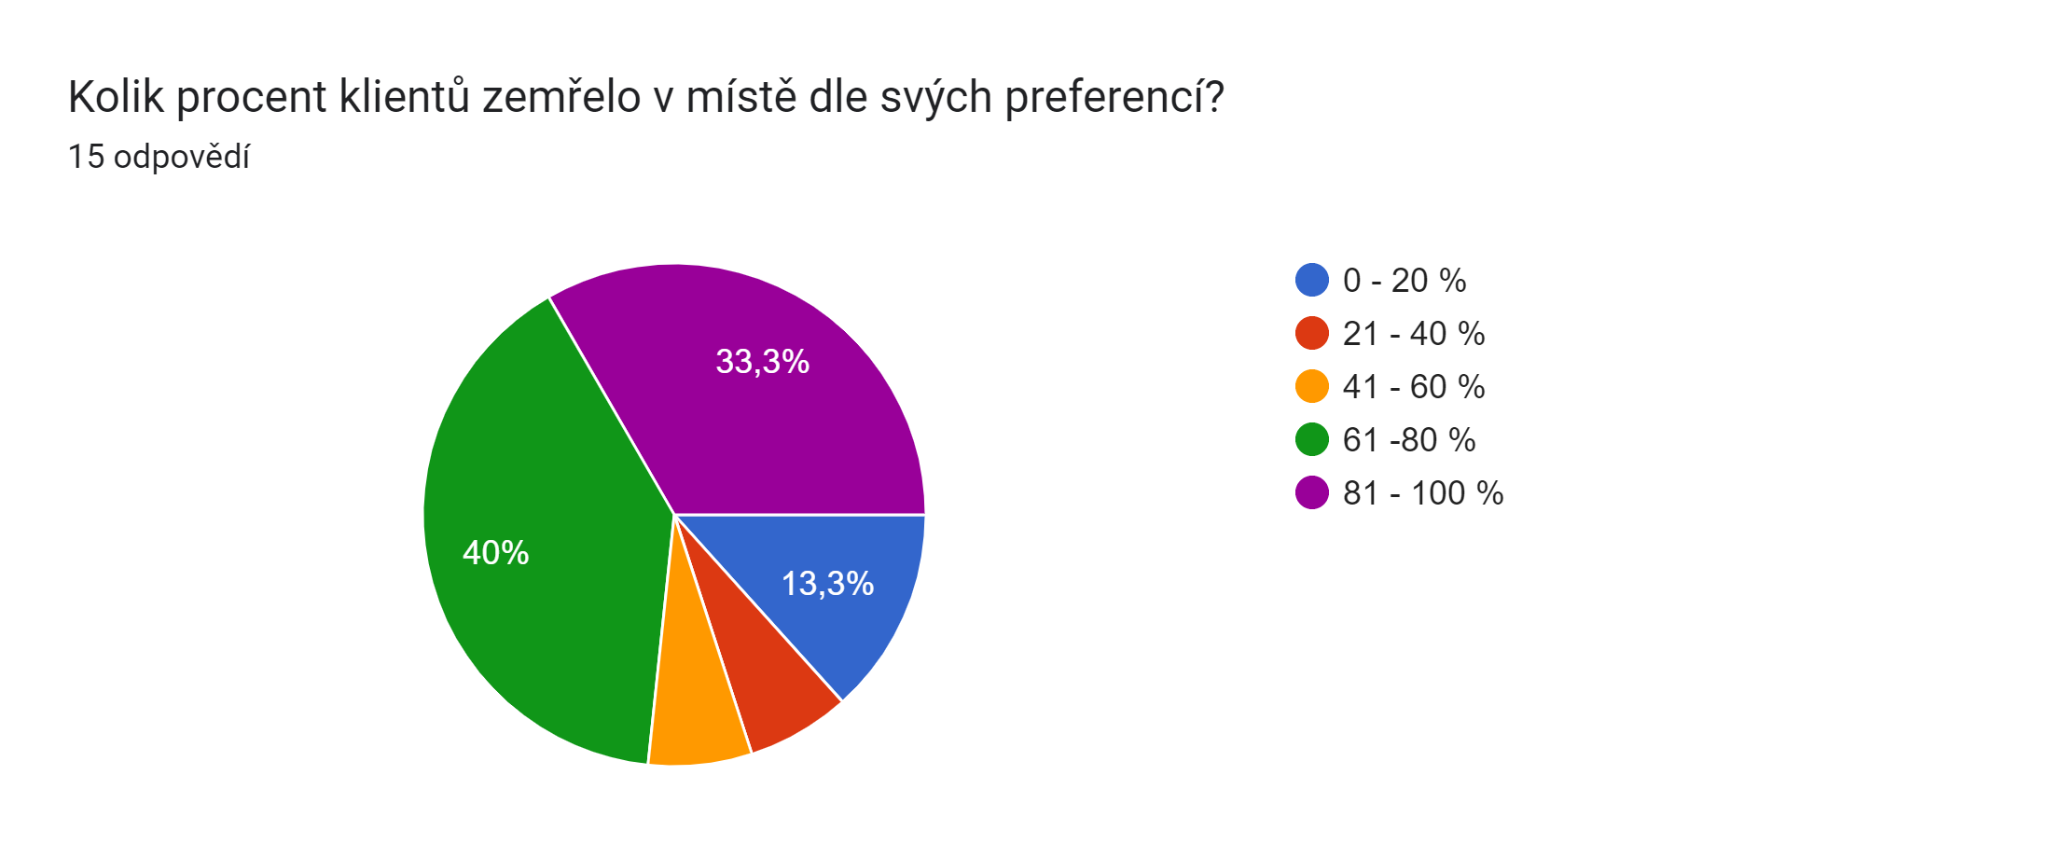 Kolik procent klientů zemřelo v místě dle svých preferencí?
15 odpovědí
33,3%
40%
13,3%
0 - 20 %
21 - 40 %
41 - 60 %
61 -80 %
81 - 100 %